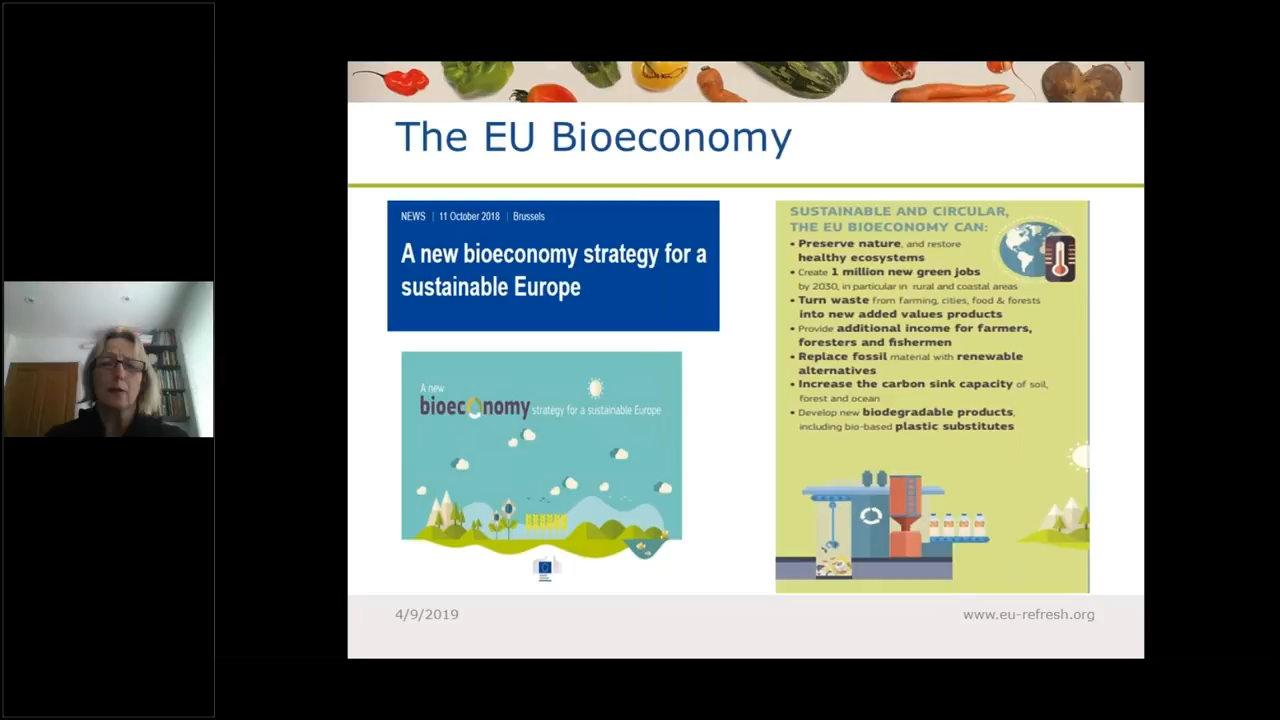 The EU Bioeconomy
NEWS | 11 October 2018 | Brussels
A new bioeconomy strategy for a
sustainable Europe
A new
bioeconomy strategy for a sustainable Europe
SUSTAINABLE AND CIRCULAR,
THE EU BIOECONOMY CAN:
• Preserve nature, and restore
healthy ecosystems
• Create 1 million new green jobs
by 2030, in particular in rural and coastal areas
• Turn waste from farming, cities, food & forests
into new added values products
• Provide additional income for farmers,
foresters and fishermen
• Replace fossil material with renewable
alternatives
• Increase the carbon sink capacity of soil,
forest and ocean
• Develop new biodegradable products,
including bio-based plastic substitutes
4/9/2019
www.eu-refresh.org